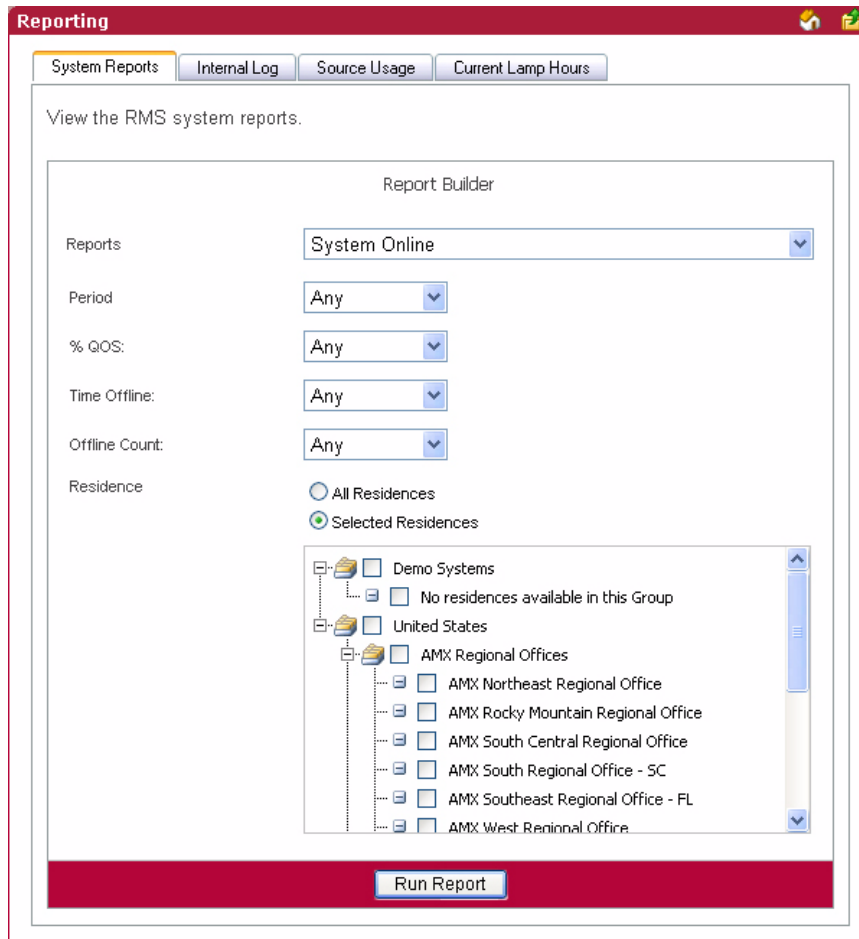 Reporting
System Reports Internal Log Source Usage Current Lamp Hours
View the RMS system reports.
Report Builder
Reports System Online
Period Any
% QOS: Any
Time Offline: Any
Offline Count: Any
Residence All Residences
Selected Residences
Demo Systems
No residences available in this Group
United States
AMX Regional Offices
AMX Northeast Regional Office
AMX Rocky Mountain Regional Office
AMX South Central Regional Office
AMX South Regional Office - SC
AMX Southeast Regional Office - FL
AMX West Regional Office
Run Report